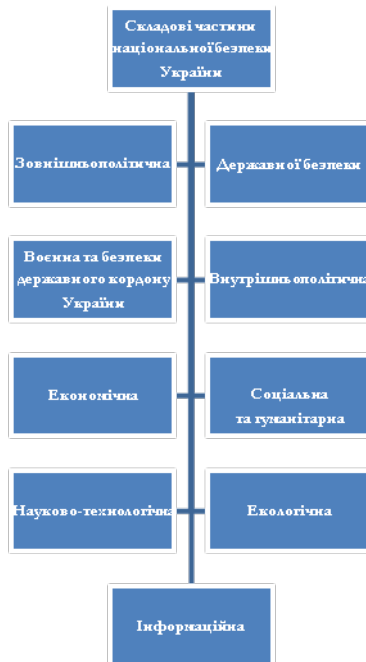 Складові частини
національної безпеки
України
Зовнішньополітична
Державної безпеки
Воєнна та безпеки
державного кордону
України
Внутрішньополітична
Економічна
Соціальна
та гуманітарна
Науково-технологічна
Екологічна
Інформаційна